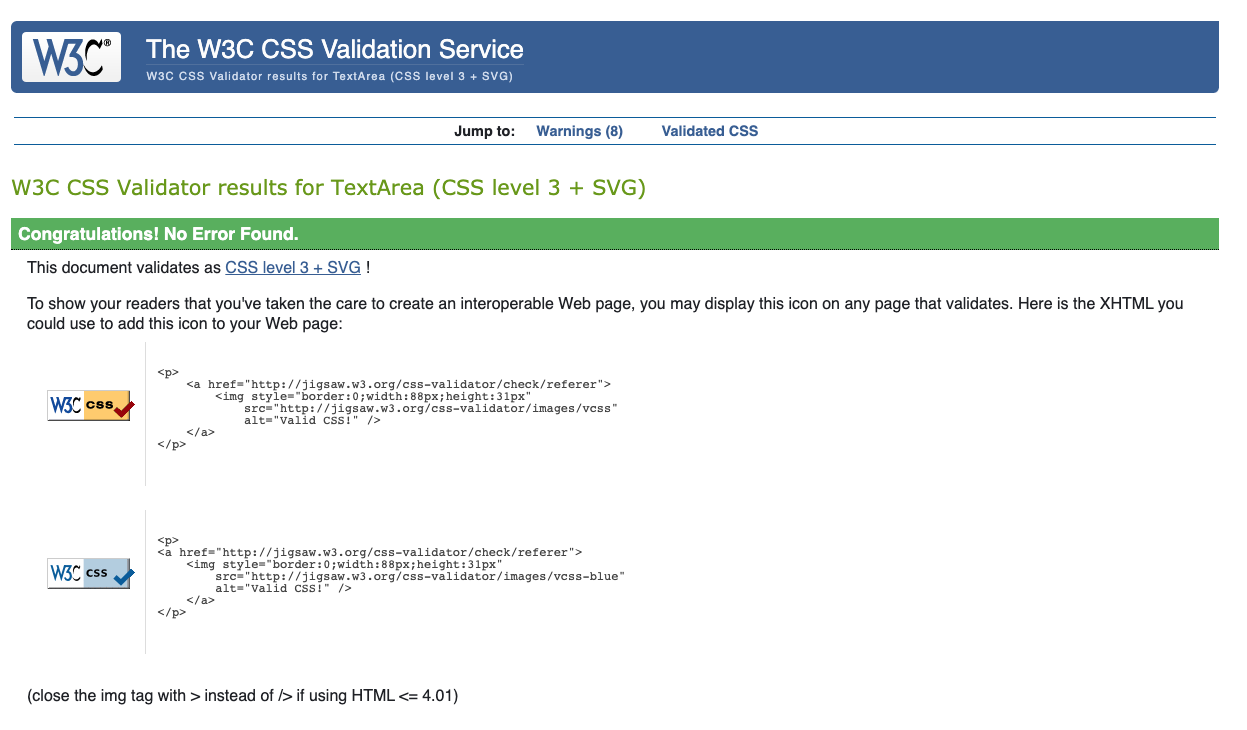 W3C®
The W3C CSS Validation Service
W3C CSS Validator results for TextArea (CSS level 3 + SVG)
Jump to: Warnings (8) Validated CSS
W3C CSS Validator results for TextArea (CSS level 3 + SVG)
Congratulations! No Error Found.
This document validates as CSS level 3 + SVG !
To show your readers that you've taken the care to create an interoperable Web page, you may display this icon on any page that validates. Here is the XHTML you
could use to add this icon to your Web page:
W3C css
<p>
    <a href="http://jigsaw.w3.org/css-validator/check/referer">
        <img style="border:0;width:88px;height:31px"
            src="http://jigsaw.w3.org/css-validator/images/vcss"
            alt="Valid CSS!" />
    </a>
</p>
W3C css
<p>
<a href="http://jigsaw.w3.org/css-validator/check/referer">
    <img style="border:0;width:88px;height:31px"
        src="http://jigsaw.w3.org/css-validator/images/vcss-blue"
        alt="Valid CSS!" />
    </a>
</p>
(close the img tag with > instead of /> if using HTML <= 4.01)